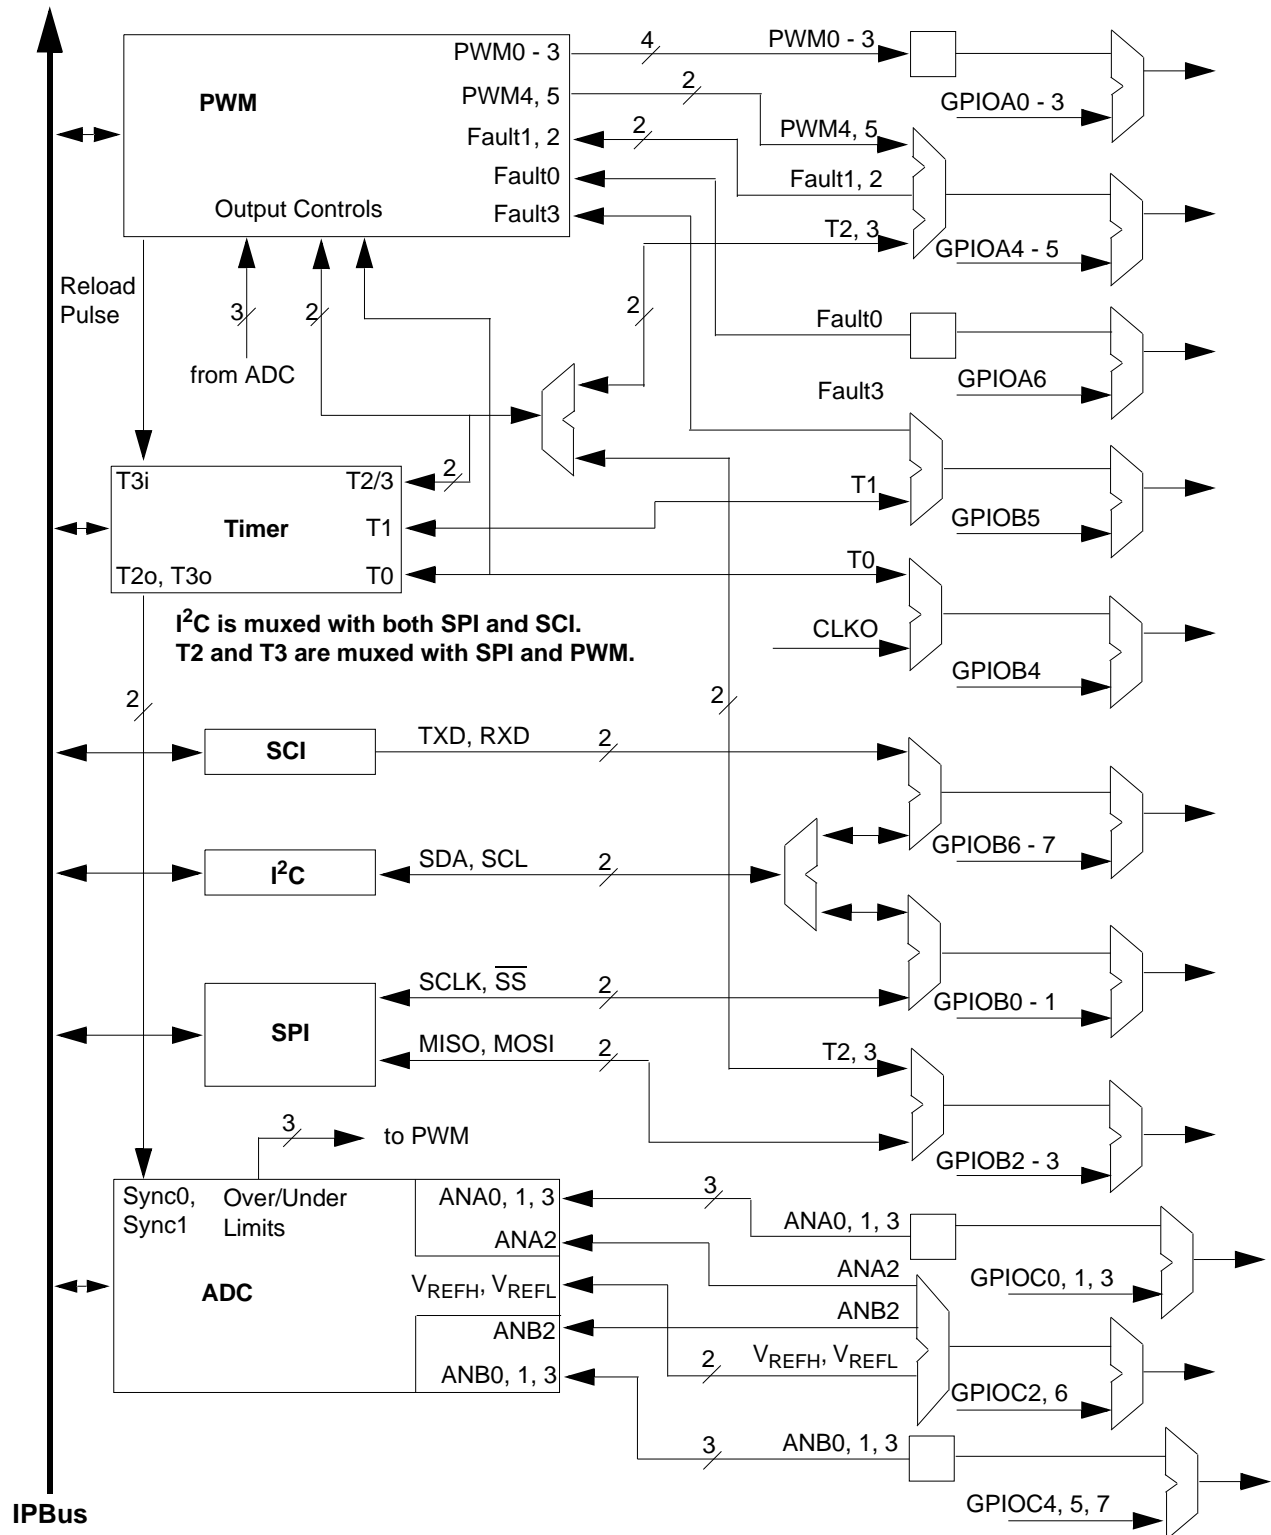 4
PWM0 - 3
PWM0 - 3
PWM
PWM4, 5
2
GPIOA0 - 3
Fault1, 2
2
PWM4, 5
Fault0
Fault1, 2
Output Controls
Fault3
T2, 3
GPIOA4 - 5
Reload
Pulse
3
2
2
Fault0
from ADC
GPIOA6
Fault3
T3i
T2/3
2
T1
Timer
T1
GPIOB5
T2o, T3o
T0
T0
I²C is muxed with both SPI and SCI.
T2 and T3 are muxed with SPI and PWM.
CLKO
GPIOB4
2
2
SCI
TXD, RXD
2
GPIOB6 - 7
I²C
SDA, SCL
2
SCLK, S̅S̅
2
GPIOB0 - 1
SPI
MISO, MOSI
2
T2, 3
3
to PWM
GPIOB2 - 3
Sync0,
Sync1
Over/Under
Limits
ANA0, 1, 3
3
ANA0, 1, 3
ANA2
ANA2
GPIOC0, 1, 3
ADC
VREFH, VREFL
ANB2
ANB2
2
VREFH, VREFL
ANB0, 1, 3
GPIOC2, 6
3
ANB0, 1, 3
GPIOC4, 5, 7
IPBus